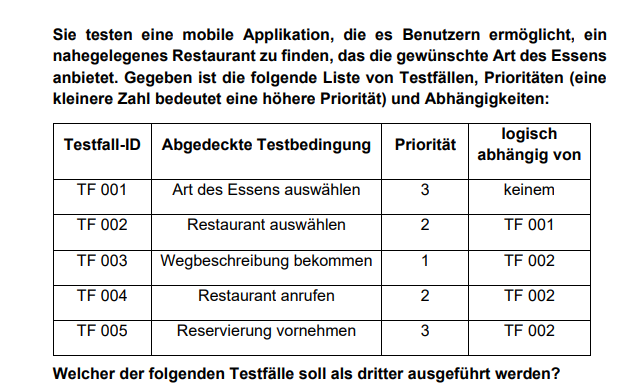 Sie testen eine mobile Applikation, die es Benutzern ermöglicht, ein
nahegelegenes Restaurant zu finden, das die gewünschte Art des Essens
anbietet. Gegeben ist die folgende Liste von Testfällen, Prioritäten (eine
kleinere Zahl bedeutet eine höhere Priorität) und Abhängigkeiten:
Testfall-ID Abgedeckte Testbedingung Priorität logisch abhängig von
TF 001 Art des Essens auswählen 3 keinem
TF 002 Restaurant auswählen 2 TF 001
TF 003 Wegbeschreibung bekommen 1 TF 002
TF 004 Restaurant anrufen 2 TF 002
TF 005 Reservierung vornehmen 3 TF 002
Welcher der folgenden Testfälle soll als dritter ausgeführt werden?